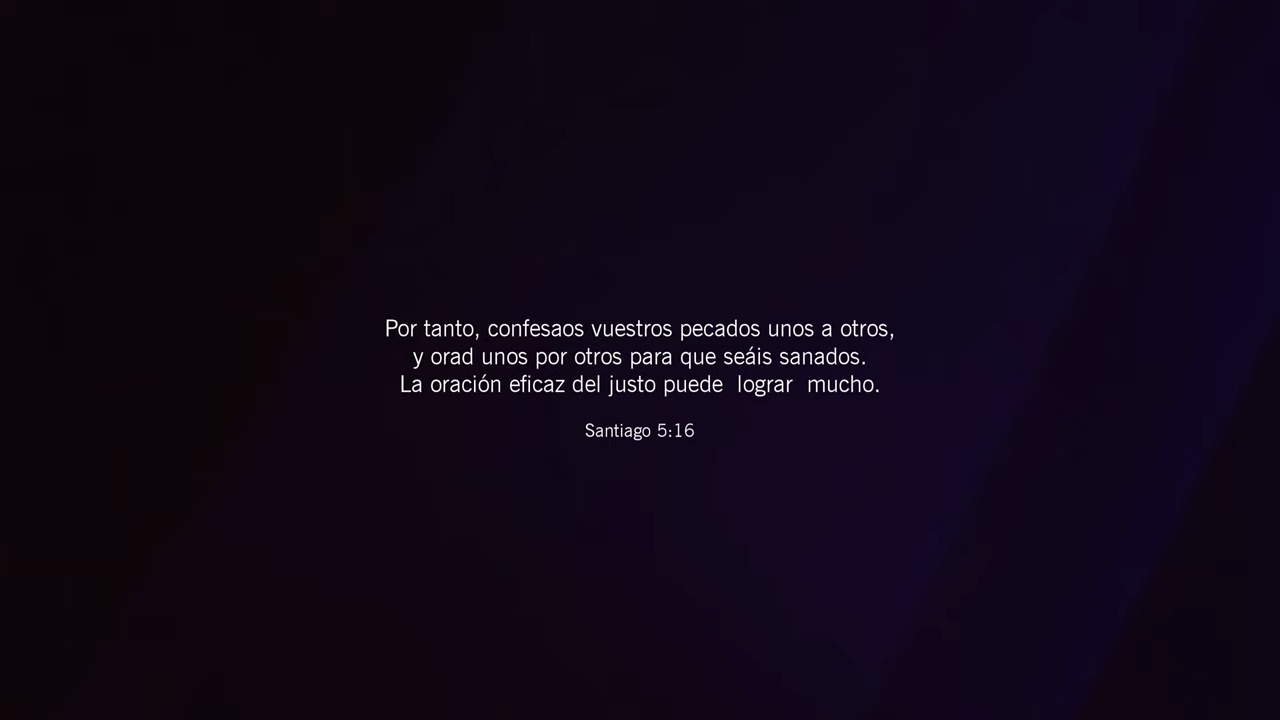 Por tanto, confesaos vuestros pecados unos a otros,
y orad unos por otros para que seáis sanados.
La oración eficaz del justo puede  lograr  mucho.
Santiago 5:16